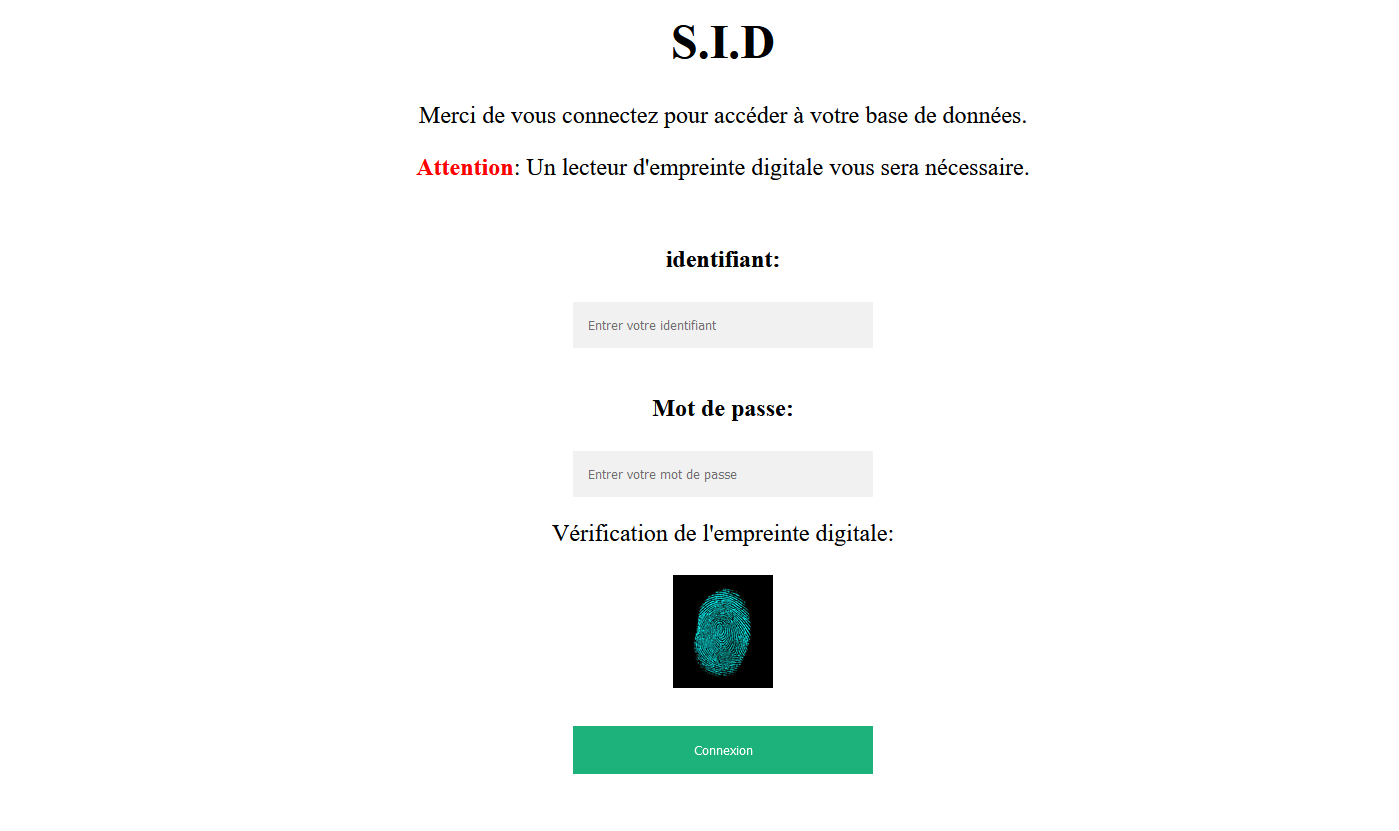 S.I.D
Merci de vous connectez pour accéder à votre base de données.
Attention: Un lecteur d'empreinte digitale vous sera nécessaire.
identifiant:
Entrer votre identifiant
Mot de passe:
Entrer votre mot de passe
Vérification de l'empreinte digitale:
Connexion